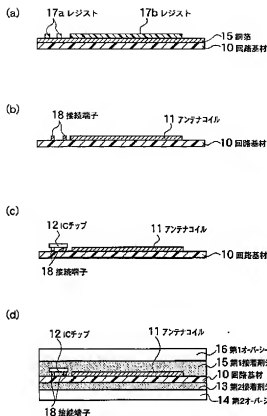 (a)
17a レジスト 17b レジスト
15 銅箔
10 回路基材
(b)
18 接続端子 11 アンテナコイル
10 回路基材
(c)
12 ICチップ 11 アンテナコイル
10 回路基材
18 接続端子
(d)
12 ICチップ 11 アンテナコイル
16 第1オーバーシ
15 第1接着剤
10 回路基材
13 第2接着剤
14 第2オーバ
18 接続端子